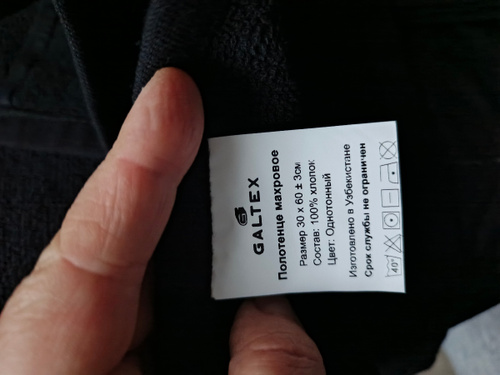 GALTEX
Полотенце махровое
Размер 30 х 60 ± 3см
Состав: 100% хлопок
Цвет: Однотонный
Изготовлено в Узбекистане
Срок службы не ограничен
40°